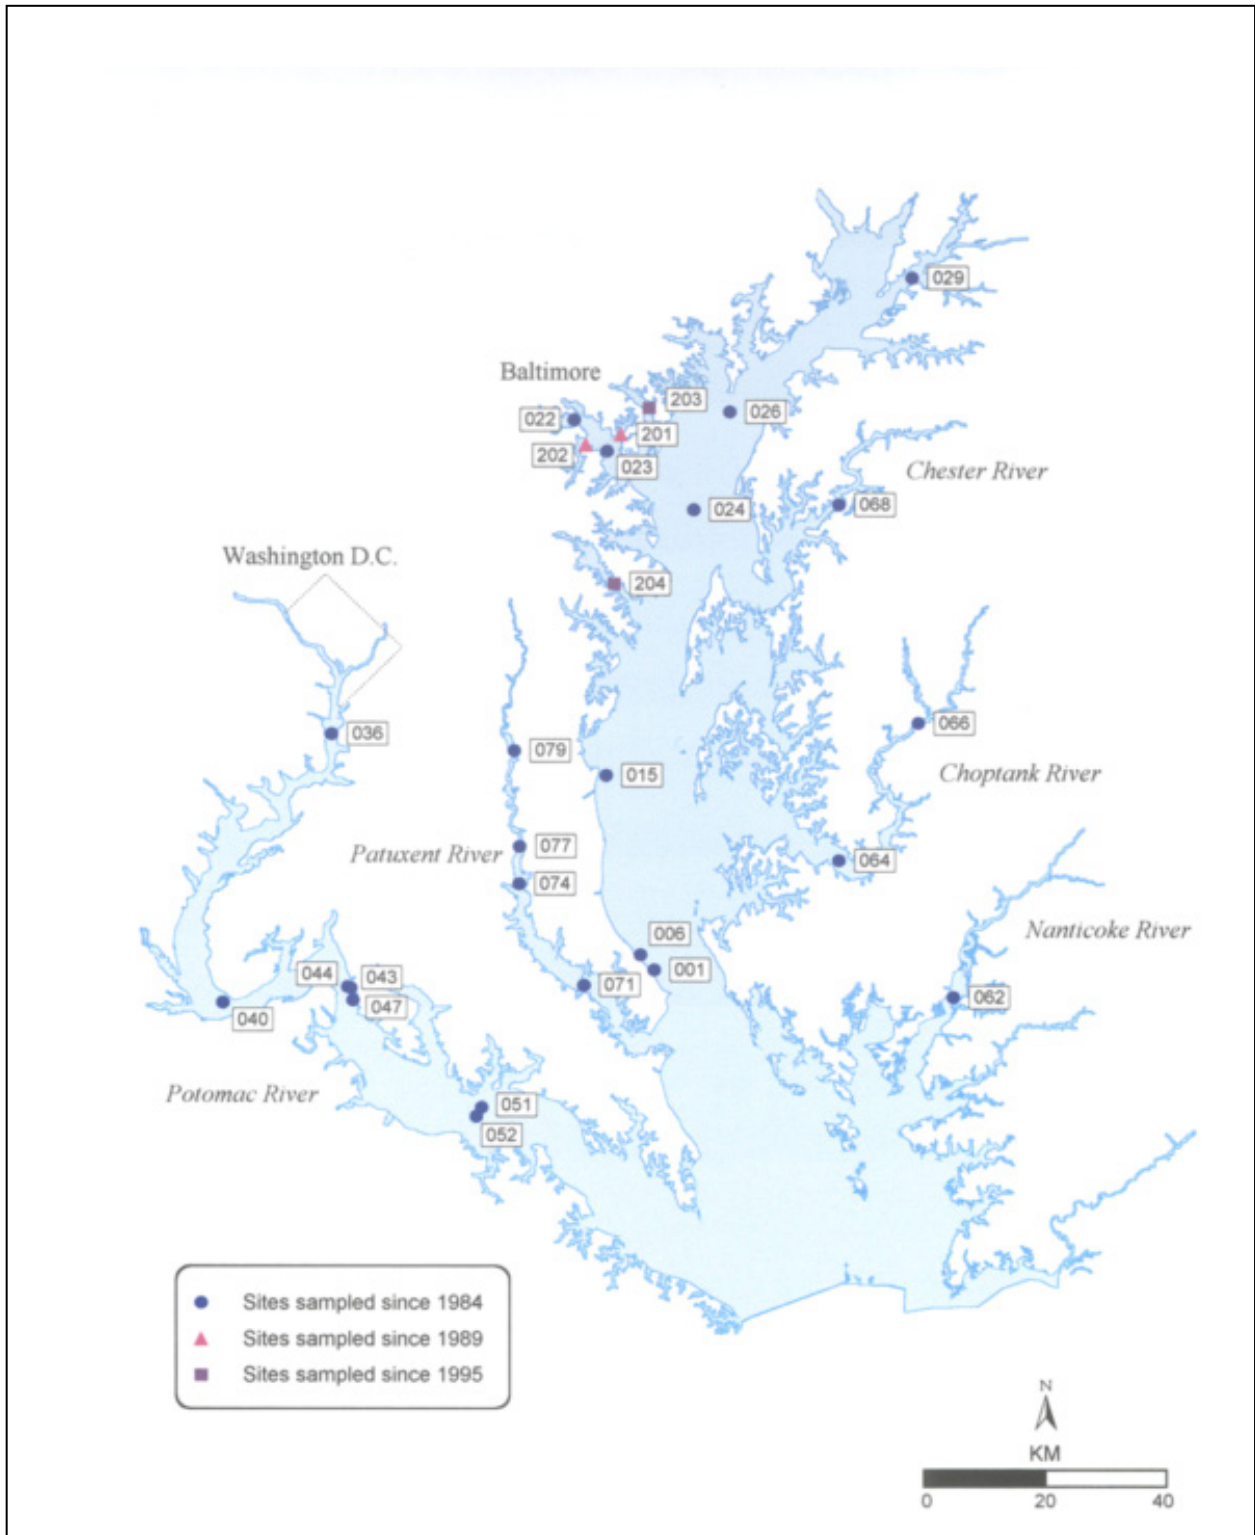 029
Baltimore
203
026
022
201
202
023
Chester River
068
024
Washington D.C.
204
066
036
079
015
Choptank River
077
Patuxent River
064
074
Nanticoke River
006
001
044
043
071
062
047
040
Potomac River
051
052
Sites sampled since 1984
Sites sampled since 1989
Sites sampled since 1995
N
KM
0 20 40